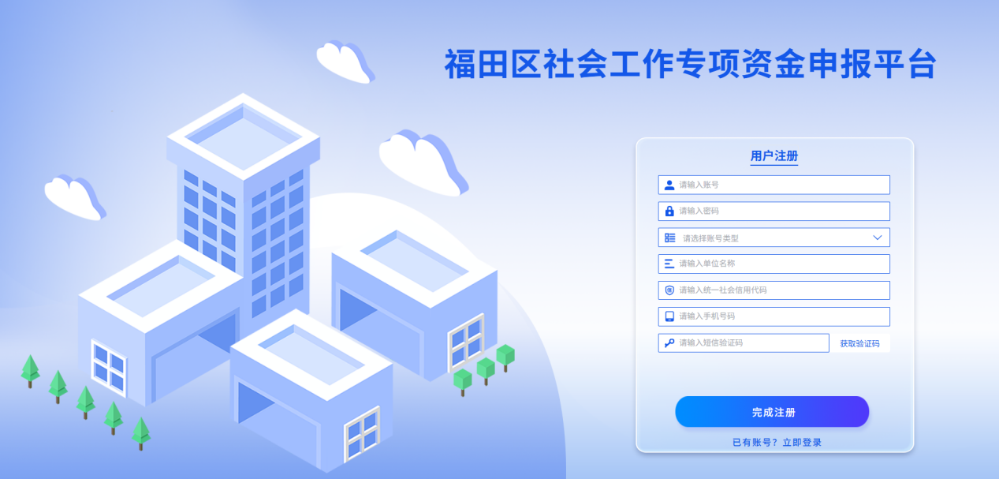 福田区社会工作专项资金申报平台
用户注册
请输入账号
请输入密码
请选择账号类型
请输入单位名称
请输入统一社会信用代码
请输入手机号码
请输入短信验证码 获取验证码
完成注册
已有账号？立即登录